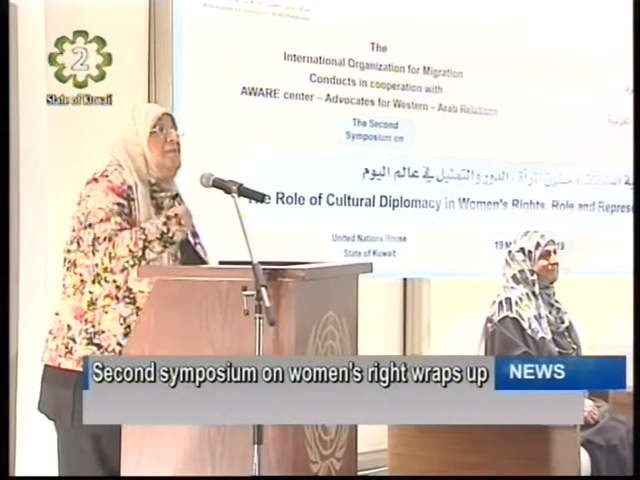 2
State of Kuwait
The
International Organization for Migration
Conducts in cooperation with
AWARE center – Advocates for Western – Arab Relations
The Second
Symposium on
الدور والتمثيل في عالم اليوم
The Role of Cultural Diplomacy in Women's Rights, Role and Represe
United Nations House
State of Kuwait
19
Second symposium on women's right wraps up
NEWS